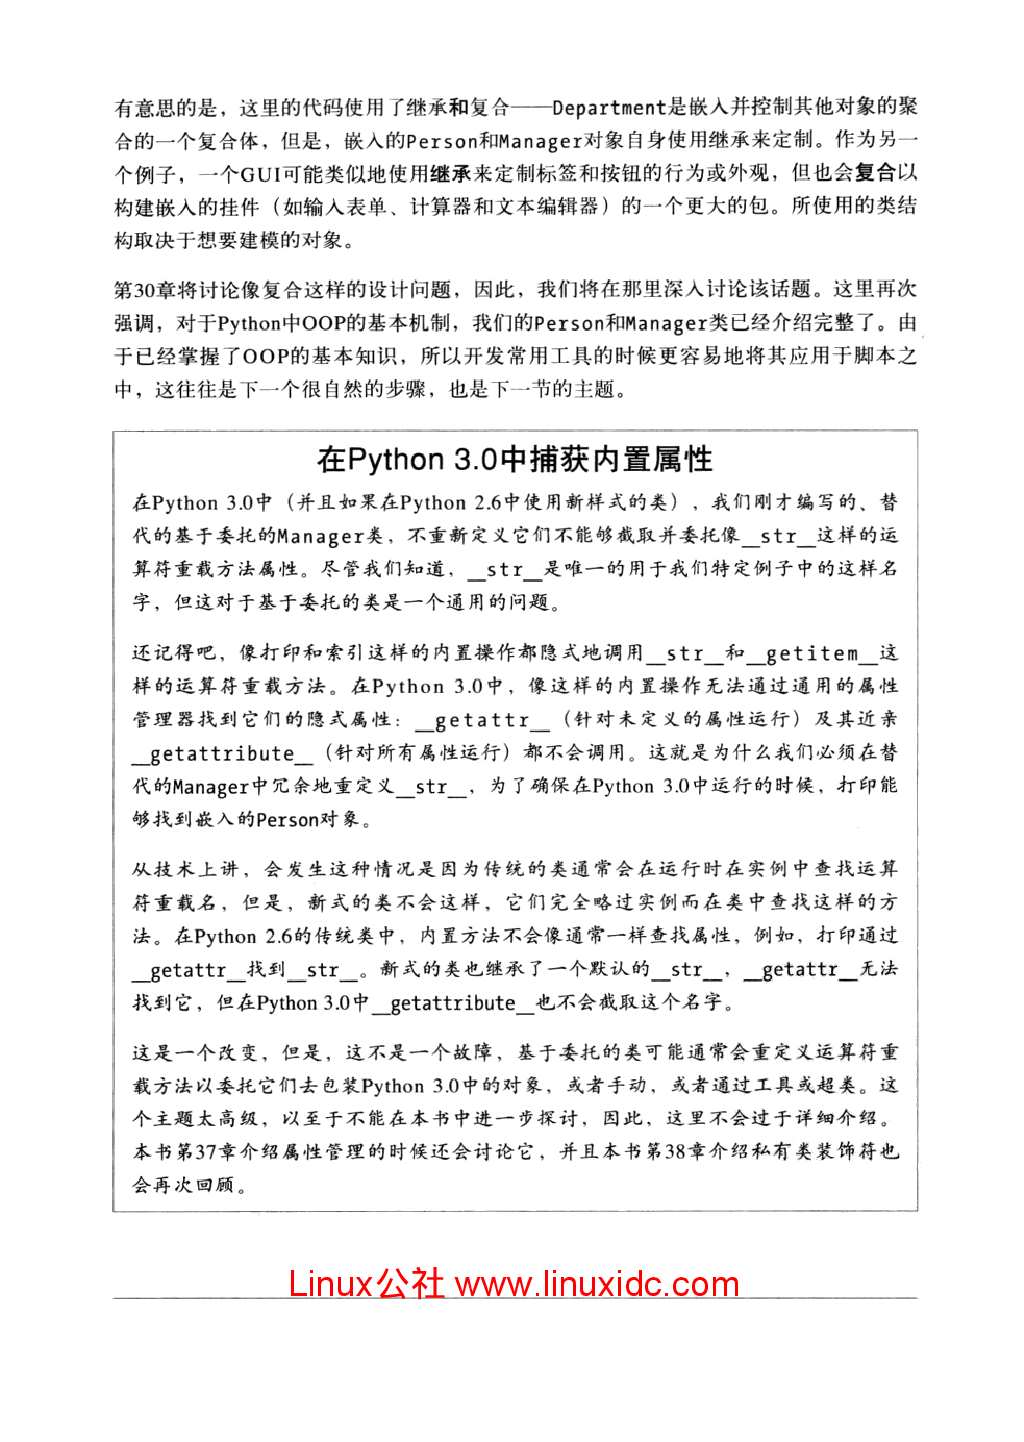 有意思的是，这里的代码使用了继承和复合——Department是嵌入并控制其他对象的聚
合的一个复合体，但是，嵌入的Person和Manager对象自身使用继承来定制。作为另一
个例子，一个GUI可能类似地使用继承来定制标签和按钮的行为或外观，但也会复合以
构建嵌入的挂件（如输入表单、计算器和文本编辑器）的一个更大的包。所使用的类结
构取决于想要建模的对象。
第30章将讨论像复合这样的设计问题，因此，我们将在那里深入讨论该话题。这里再次
强调，对于Python中OOP的基本机制，我们的Person和Manager类已经介绍完整了。由
于已经掌握了OOP的基本知识，所以开发常用工具的时候更容易地将其应用于脚本之
中，这往往是下一个很自然的步骤，也是下一节的主题。
在Python 3.0中捕获内置属性
在Python 3.0中（并且如果在Python 2.6中使用新样式的类），我们刚才编写的、替
代的基于委托的Manager类，不重新定义它们不能够截取并委托像__str__这样的运
算符重载方法属性。尽管我们知道，__str__是唯一的用于我们特定例子中的这样名
字，但这对于基于委托的类是一个通用的问题。
还记得吧，像打印和索引这样的内置操作都隐式地调用__str__和__getitem__这
样的运算符重载方法。在Python 3.0中，像这样的内置操作无法通过通用的属性
管理器找到它们的隐式属性：__getattr__（针对未定义的属性运行）及其近亲
__getattribute__（针对所有属性运行）都不会调用。这就是为什么我们必须在替
代的Manager中冗余地重定义__str__，为了确保在Python 3.0中运行的时候，打印能
够找到嵌入的Person对象。
从技术上讲，会发生这种情况是因为传统的类通常会在运行时在实例中查找运算
符重载名，但是，新式的类不会这样，它们完全略过实例而在类中查找这样的方
法。在Python 2.6的传统类中，内置方法不会像通常一样查找属性，例如，打印通过
__getattr__找到__str__。新式的类也继承了一个默认的__str__，__getattr__无法
找到它，但在Python 3.0中__getattribute__也不会截取这个名字。
这是一个改变，但是，这不是一个故障，基于委托的类可能通常会重定义运算符重
载方法以委托它们去包装Python 3.0中的对象，或者手动，或者通过工具或超类。这
个主题太高级，以至于不能在本书中进一步探讨，因此，这里不会过于详细介绍。
本书第37章介绍属性管理的时候还会讨论它，并且本书第38章介绍私有类装饰符也
会再次回顾。
Linux公社 www.linuxidc.com